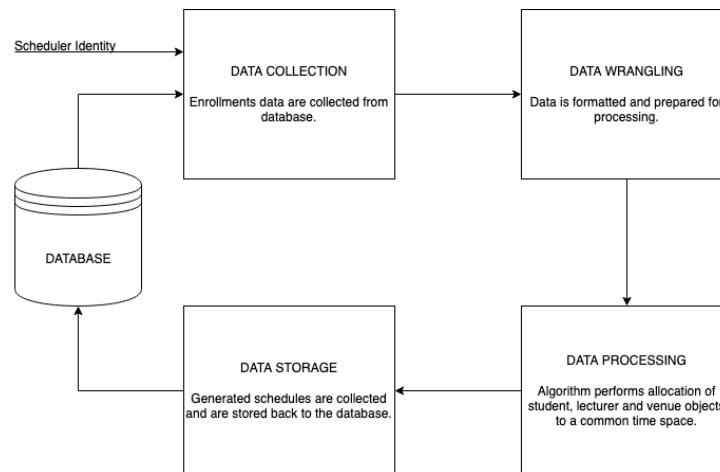 Scheduler Identity
DATA COLLECTION
Enrollments data are collected from
database.
DATA WRANGLING
Data is formatted and prepared for
processing.
DATABASE
DATA STORAGE
Generated schedules are collected
and are stored back to the database.
DATA PROCESSING
Algorithm performs allocation of
student, lecturer and venue objects
to a common time space.